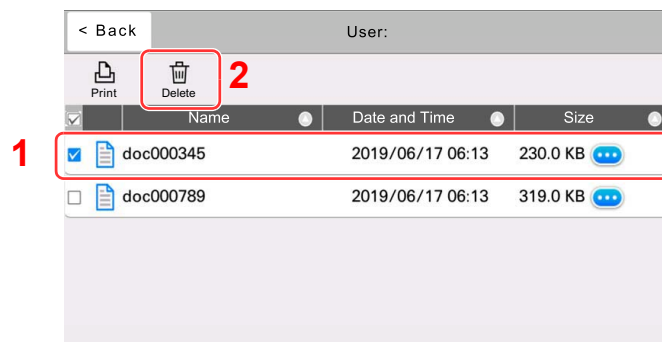 < Back User:
2
Print Delete
Name Date and Time Size
1
doc000345 2019/06/17 06:13 230.0 KB
doc000789 2019/06/17 06:13 319.0 KB